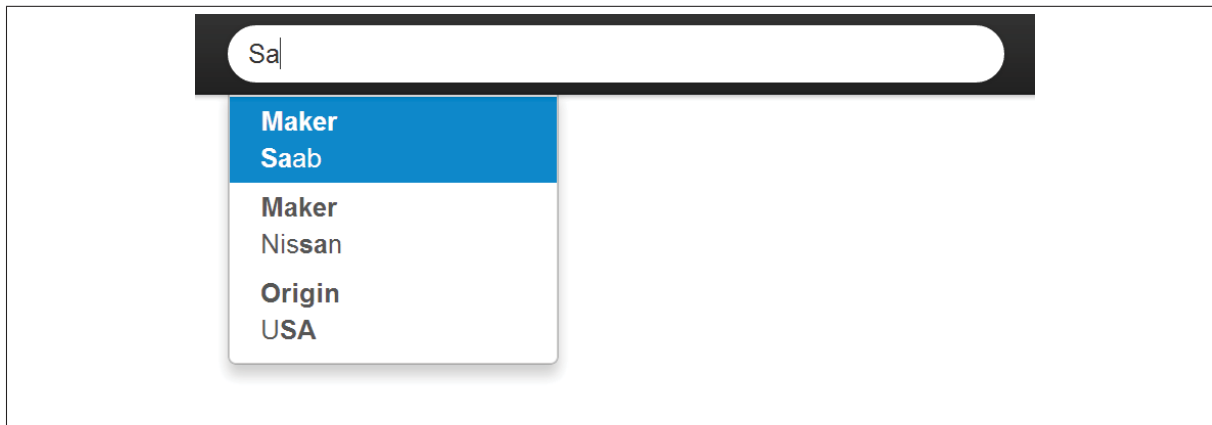 Sa
Maker
Saab
Maker
Nissan
Origin
USA